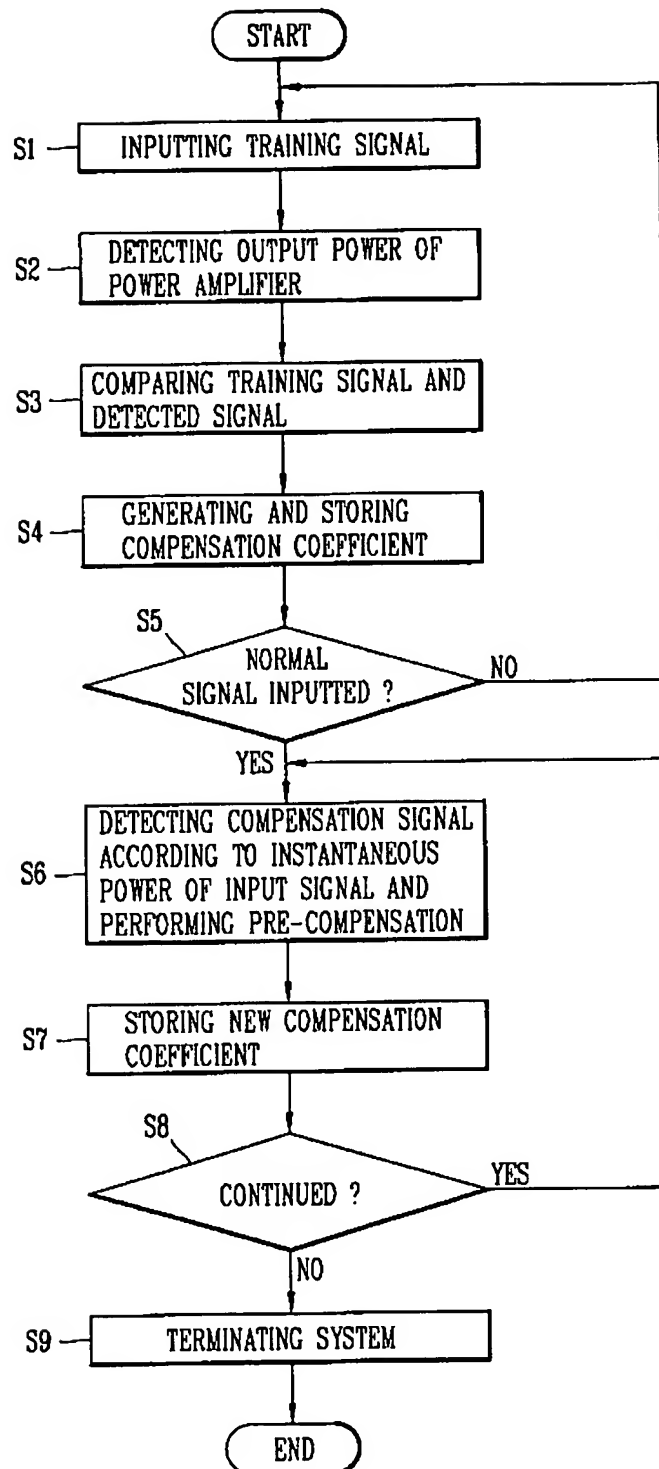 START
S1
INPUTTING TRAINING SIGNAL
S2
DETECTING OUTPUT POWER OF
POWER AMPLIFIER
S3
COMPARING TRAINING SIGNAL AND
DETECTED SIGNAL
S4
GENERATING AND STORING
COMPENSATION COEFFICIENT
S5
NORMAL
SIGNAL INPUTTED ?
NO
YES
S6
DETECTING COMPENSATION SIGNAL
ACCORDING TO INSTANTANEOUS
POWER OF INPUT SIGNAL AND
PERFORMING PRE-COMPENSATION
S7
STORING NEW COMPENSATION
COEFFICIENT
S8
CONTINUED ?
YES
NO
S9
TERMINATING SYSTEM
END